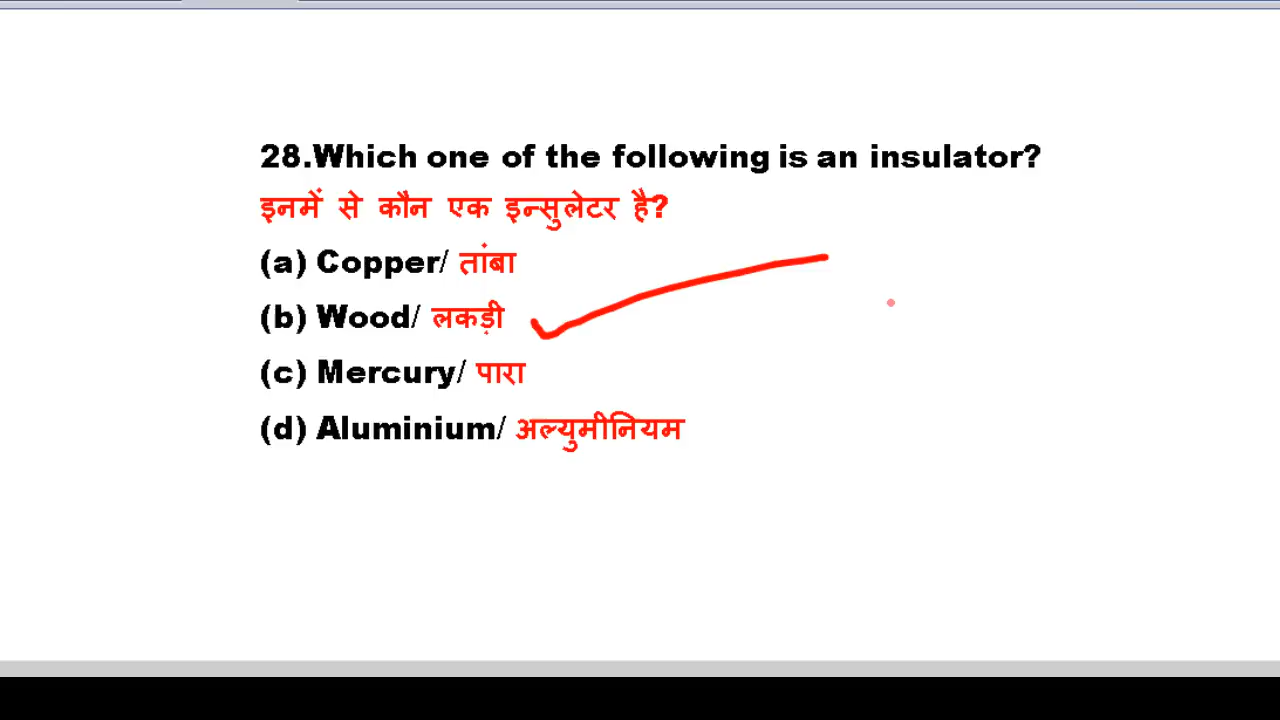 28.Which one of the following is an insulator?
इनमें से कौन एक इन्सुलेटर है?
(a) Copper/ तांबा
(b) Wood/ लकड़ी
(c) Mercury/ पारा
(d) Aluminium/ अल्युमीनियम